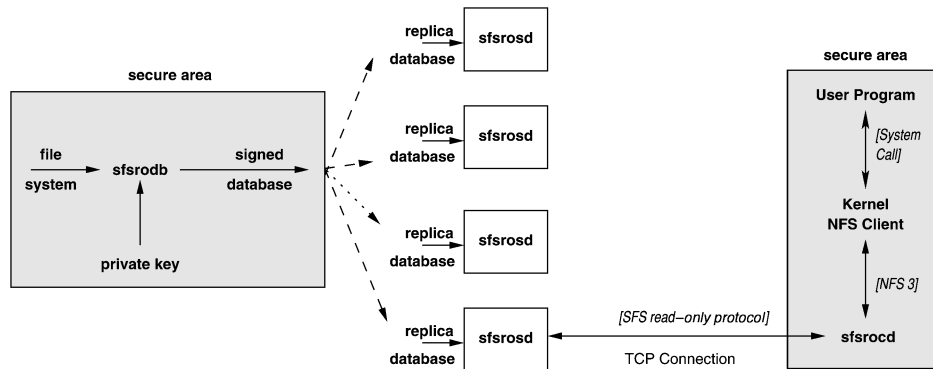 secure area
file
system
sfsrodb
signed
database
private key
replica
database
sfsrosd
replica
database
sfsrosd
replica
database
sfsrosd
replica
database
sfsrosd
[SFS read−only protocol]
TCP Connection
secure area
User Program
[System
Call]
Kernel
NFS Client
[NFS 3]
sfsrocd